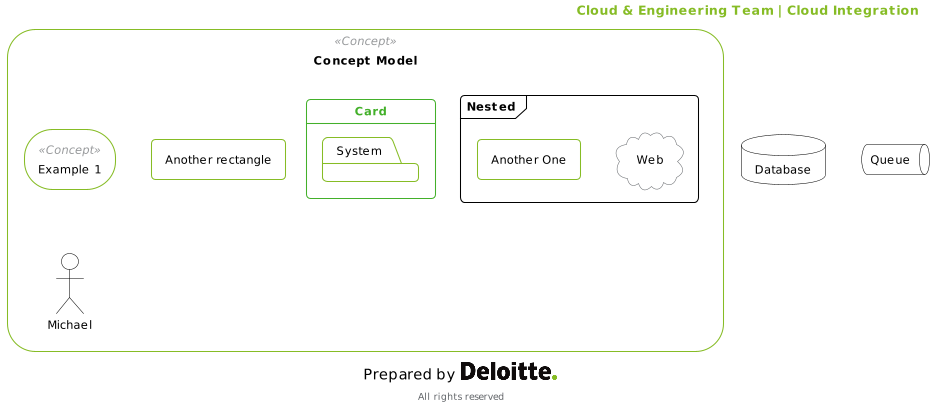 Cloud & Engineering Team | Cloud Integration
«Concept»
Concept Model
«Concept»
Example 1
Another rectangle
Card
System
Nested
Another One
Web
Database
Queue
Michael
Prepared by Deloitte.
All rights reserved